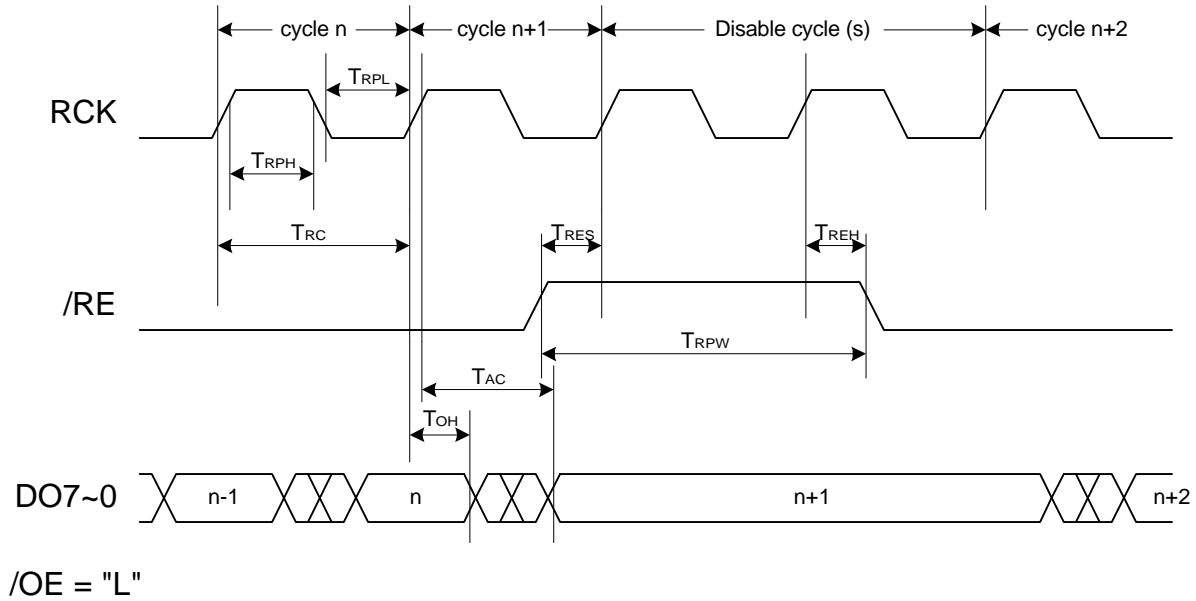 cycle n
cycle n+1
Disable cycle (s)
cycle n+2
TRPL
RCK
TRPH
TRC
TRES
TREH
/RE
TRPW
TAC
TOH
DO7~0
n-1
n
n+1
n+2
/OE = "L"